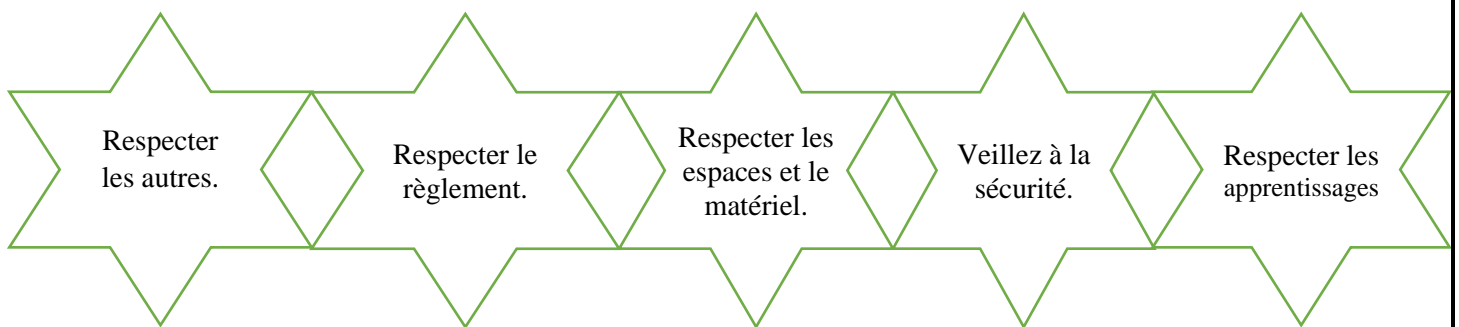 Respecter
les autres.
Respecter le
règlement.
Respecter les
espaces et le
matériel.
Veillez à la
sécurité.
Respecter les
apprentissages